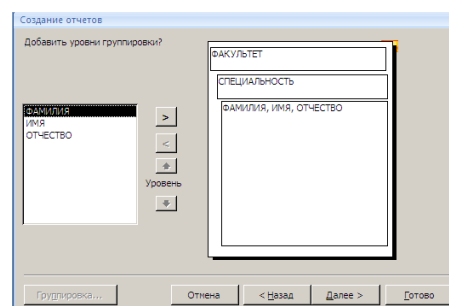 Создание отчетов
Добавить уровни группировки?
ФАКУЛЬТЕТ
СПЕЦИАЛЬНОСТЬ
ФАМИЛИЯ, ИМЯ, ОТЧЕСТВО
ФАМИЛИЯ
ИМЯ
ОТЧЕСТВО
>
<
Уровень
Группировка...
Отмена
< Назад
Далее >
Готово